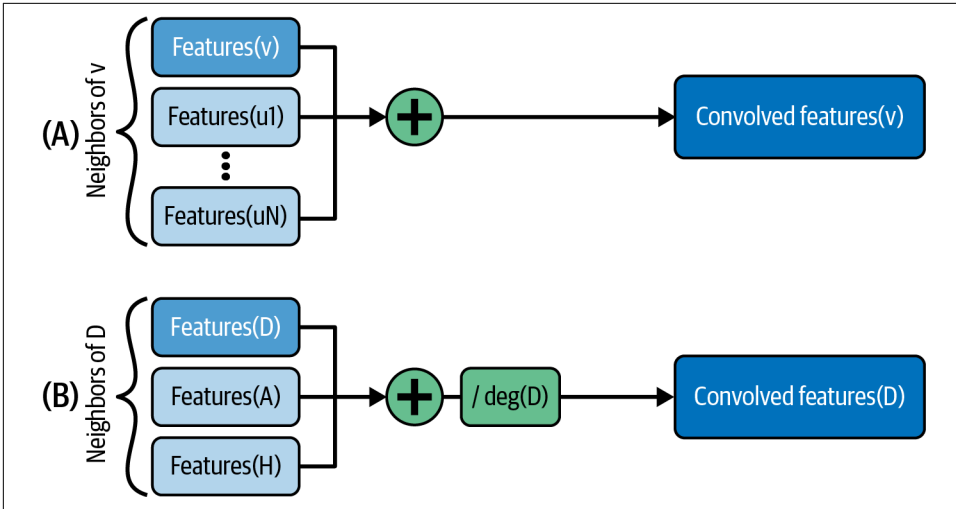 (A)
Neighbors of v
Features(v)
Features(u1)
Features(uN)
+
Convolved features(v)
(B)
Neighbors of D
Features(D)
Features(A)
Features(H)
+
/ deg(D)
Convolved features(D)